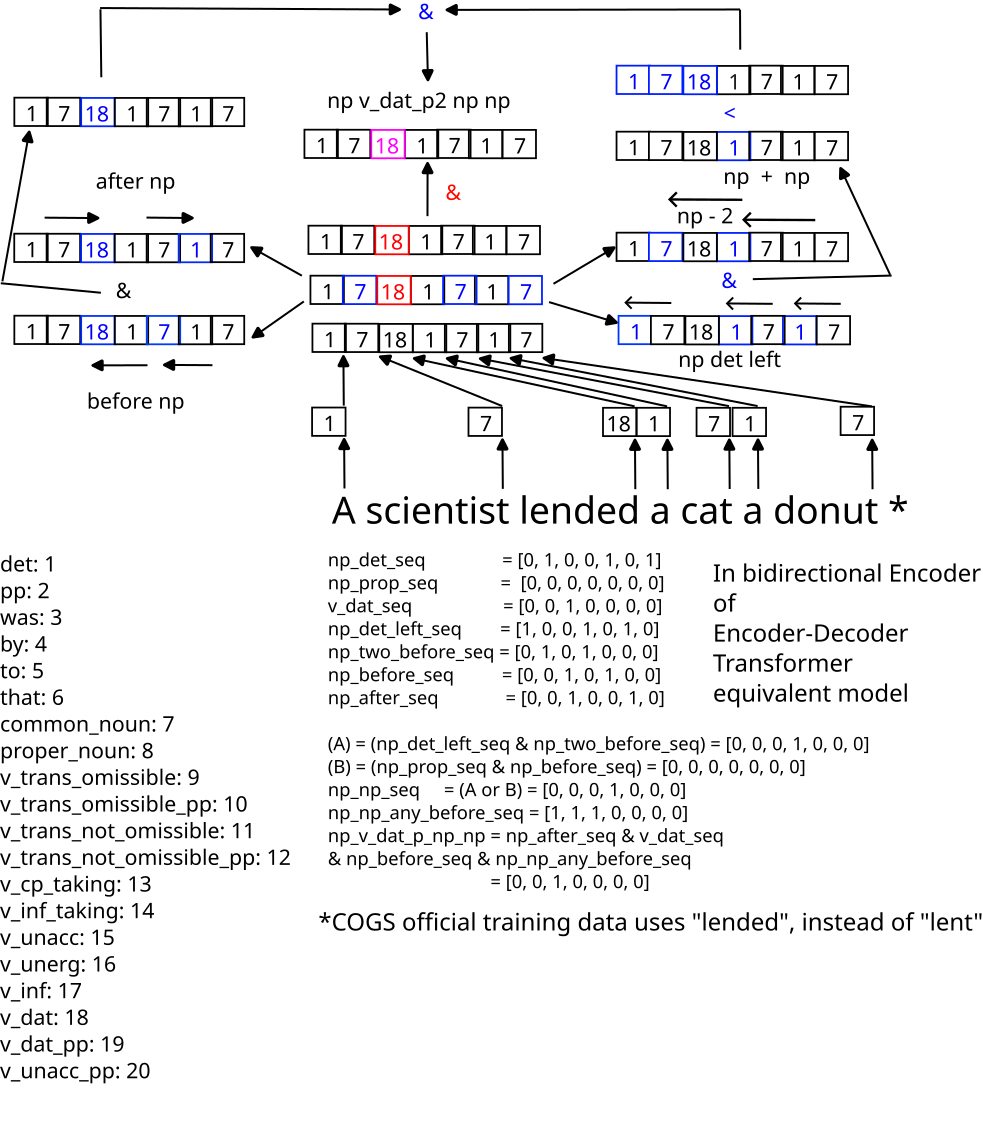 &
1 7 18 1 7 1 7
1 7 18 1 7 1 7
np v_dat_p2 np np
<
1 7 18 1 7 1 7
1 7 18 1 7 1 7
np + np
after np
&
np - 2
1 7 18 1 7 1 7
1 7 18 1 7 1 7
1 7 18 1 7 1 7
&
&
1 7 18 1 7 1 7
1 7 18 1 7 1 7
1 7 18 1 7 1 7
1 7 18 1 7 1 7
np det left
before np
1 7 18 1 7 1 7
A scientist lended a cat a donut *
det: 1
pp: 2
was: 3
by: 4
to: 5
that: 6
common_noun: 7
proper_noun: 8
v_trans_omissible: 9
v_trans_omissible_pp: 10
v_trans_not_omissible: 11
v_trans_not_omissible_pp: 12
v_cp_taking: 13
v_inf_taking: 14
v_unacc: 15
v_unerg: 16
v_inf: 17
v_dat: 18
v_dat_pp: 19
v_unacc_pp: 20
np_det_seq = [0, 1, 0, 0, 1, 0, 1]
np_prop_seq = [0, 0, 0, 0, 0, 0, 0]
v_dat_seq = [0, 0, 1, 0, 0, 0, 0]
np_det_left_seq = [1, 0, 0, 1, 0, 1, 0]
np_two_before_seq = [0, 1, 0, 1, 0, 0, 0]
np_before_seq = [0, 0, 1, 0, 1, 0, 0]
np_after_seq = [0, 0, 1, 0, 0, 1, 0]
(A) = (np_det_left_seq & np_two_before_seq) = [0, 0, 0, 1, 0, 0, 0]
(B) = (np_prop_seq & np_before_seq) = [0, 0, 0, 0, 0, 0, 0]
np_np_seq = (A or B) = [0, 0, 0, 1, 0, 0, 0]
np_np_any_before_seq = [1, 1, 1, 0, 0, 0, 0]
np_v_dat_p_np_np = np_after_seq & v_dat_seq
& np_before_seq & np_np_any_before_seq
= [0, 0, 1, 0, 0, 0, 0]
In bidirectional Encoder
of
Encoder-Decoder
Transformer
equivalent model
*COGS official training data uses "lended", instead of "lent"